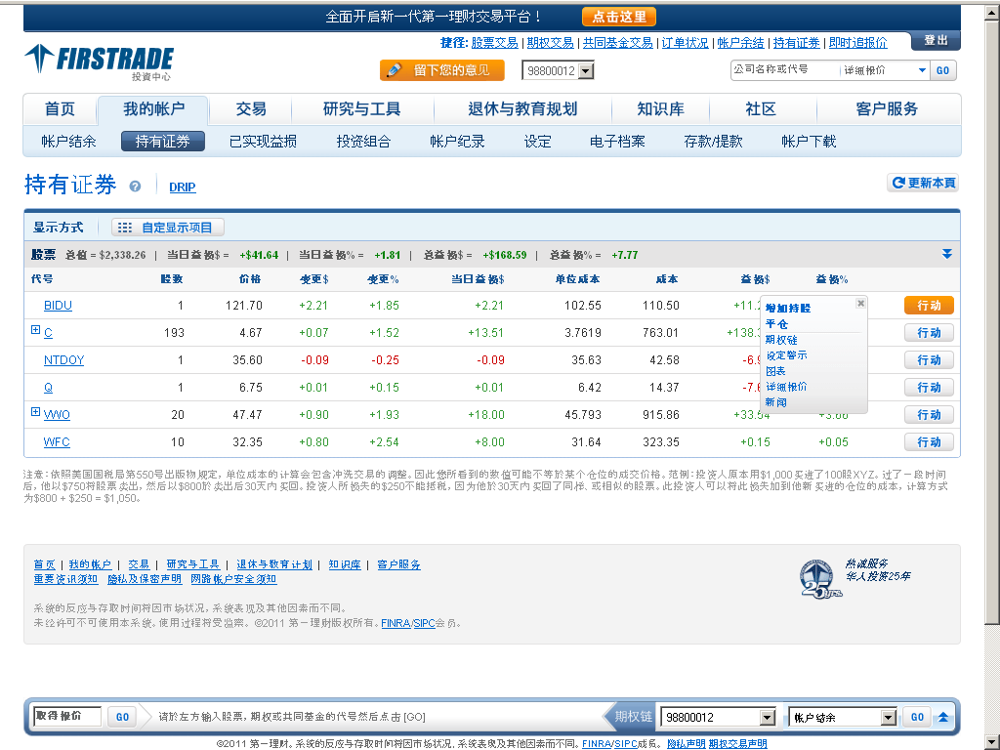 全面开启新一代第一理财交易平台！ 点击这里
捷径: 股票交易 | 期权交易 | 共同基金交易 | 订单状况 | 帐户余结 | 持有证券 | 即时追报价 登出
FIRSTRADE
投资中心
留下您的意见 98800012 公司名称或代号 详细报价 GO
首页 我的帐户 交易 研究与工具 退休与教育规划 知识库 社区 客户服务
帐户结余 持有证券 已实现益损 投资组合 帐户纪录 设定 电子档案 存款/提款 帐户下载
持有证券 ? DRIP 更新本頁
显示方式 自定显示项目
股票 总值 = $2,338.26 | 当日益损$ = +$41.64 | 当日益损% = +1.81 | 总益损$ = +$168.59 | 总益损% = +7.77
代号 股数 价格 变更$ 变更% 当日益损$ 单位成本 成本 益损$ 益损%
BIDU 1 121.70 +2.21 +1.85 +2.21 102.55 110.50 +11.2 行动
C 193 4.67 +0.07 +1.52 +13.51 3.7619 763.01 +138.3 行动
NTDOY 1 35.60 -0.09 -0.25 -0.09 35.63 42.58 -6.9 行动
Q 1 6.75 +0.01 +0.15 +0.01 6.42 14.37 -7.6 行动
VWO 20 47.47 +0.90 +1.93 +18.00 45.793 915.86 +33.54 +3.66 行动
WFC 10 32.35 +0.80 +2.54 +8.00 31.64 323.35 +0.15 +0.05 行动
增加持股
平仓
期权链
设定警示
图表
详细报价
新闻
注意：依照美国国税局第550号出版物规定，单位成本的计算会包含冲洗交易的调整。因此您所看到的数值可能不等於某个仓位的成交价格。范例：投资人原本用$1,000买进了100股XYZ。过了一段时间
后，他以$750将股票卖出，然后以$800於卖出后30天内买回。投资人所损失的$250不能抵税，因为他於30天内买回了同样、或相似的股票。此投资人可以将此损失加到他新买进的仓位的成本，计算方式
为$800 + $250 = $1,050。
首页 | 我的帐户 | 交易 | 研究与工具 | 退休与教育计划 | 知识库 | 客户服务
重要资讯须知 隐私及保密声明 网路帐户安全须知
热诚服务
华人投资25年
25yrs.
系统的反应与存取时间将因市场状况，系统表现及其他因素而不同。
未经许可不可使用本系统。使用过程将受监察。 ©2011 第一理财版权所有。FINRA/SIPC会员。
取得报价 GO 请於左方输入股票，期权或共同基金的代号然后点击 [GO] 期权链 98800012 帐户结余 GO
©2011 第一理财。系统的反应与存取时间将因市场状况，系统表现及其他因素而不同。 FINRA/SIPC成员。 隐私声明 期权交易声明